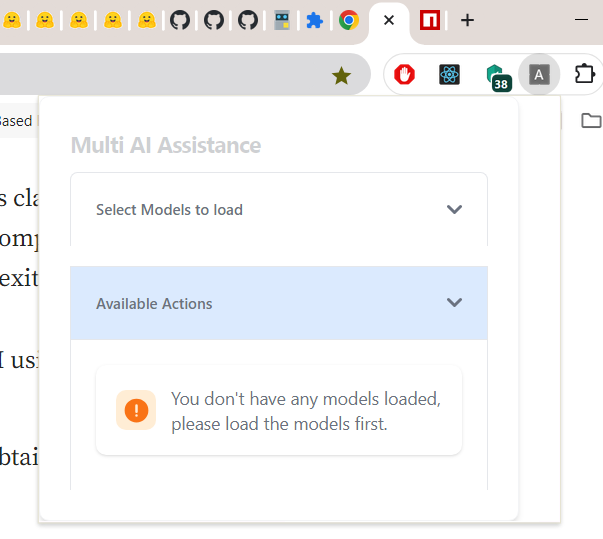 38
A
Based
Multi AI Assistance
s cla
Select Models to load
omp
exit
Available Actions
I usi
You don't have any models loaded,
please load the models first.
btai